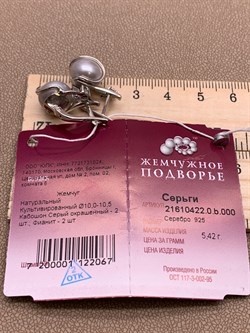 ЖЕМЧУЖНОЕ
ПОДВОРЬЕ
Серьги
21610422.0.b.000
Серебро 925
МАССА ИЗДЕЛИЯ 5,42 г
ЦЕНА ЗА ГРАММ
ЦЕНА ИЗДЕЛИЯ
Произведено в России
ОСТ 117-3-002-95
Жемчуг
Натуральный
Культивированный Ø10,0-10,5
Кабошон Серый окрашенный - 2
шт.; Фианит - 2 шт
7200001122067
2
ОТК